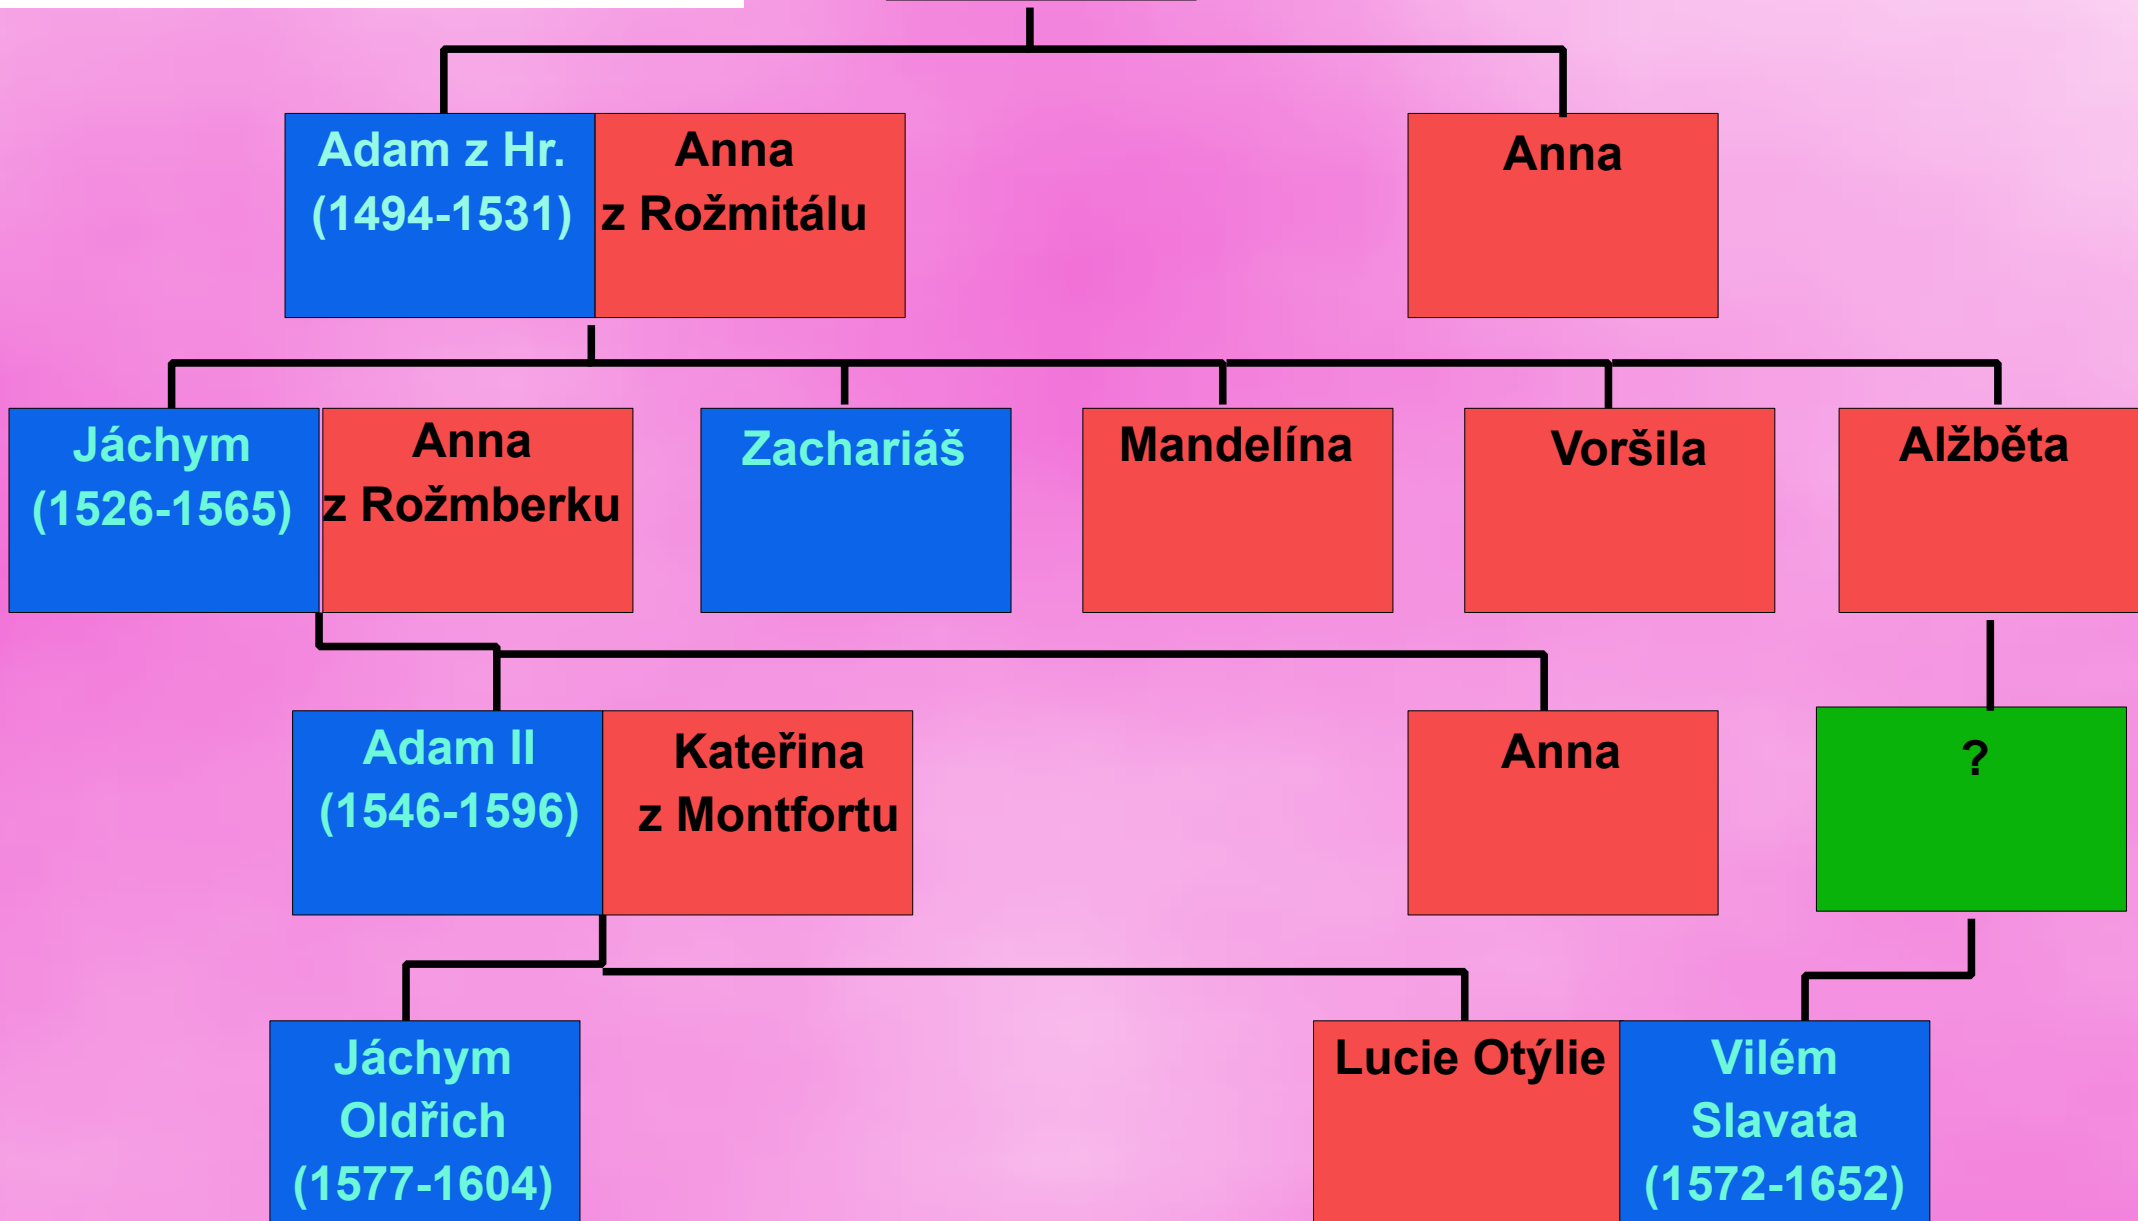 Adam z Hr.
(1494-1531)
Anna
z Rožmitálu
Anna
Jáchym
(1526-1565)
Anna
z Rožmberku
Zachariáš
Mandelína
Voršila
Alžběta
Adam II
(1546-1596)
Kateřina
z Montfortu
Anna
?
Jáchym
Oldřich
(1577-1604)
Lucie Otýlie
Vilém
Slavata
(1572-1652)